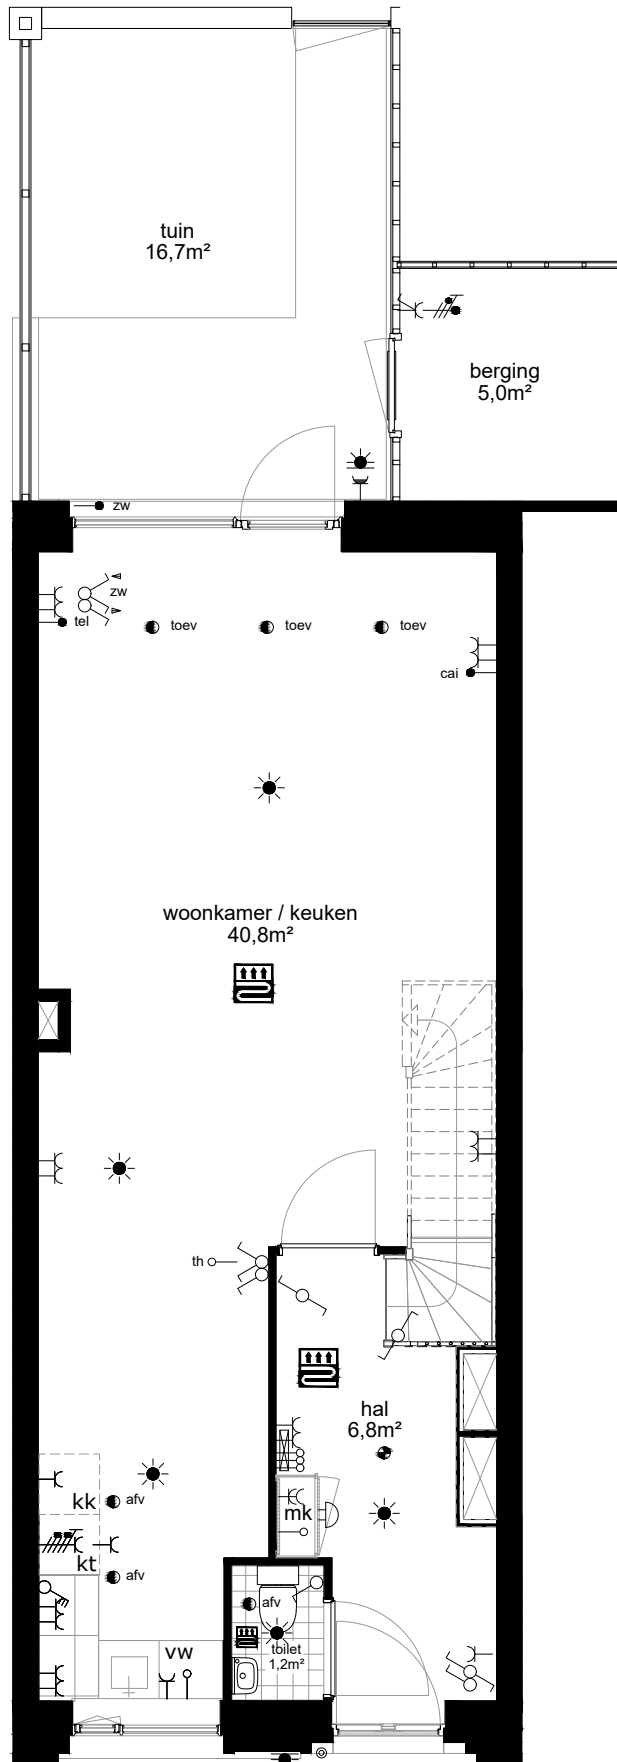 tuin
16,7m²
berging
5,0m²
zw
zw
tel
toev
toev
toev
cai
woonkamer / keuken
40,8m²
th
hal
6,8m²
kk
afv
mk
kt
afv
afv
toilet
1,2m²
vw